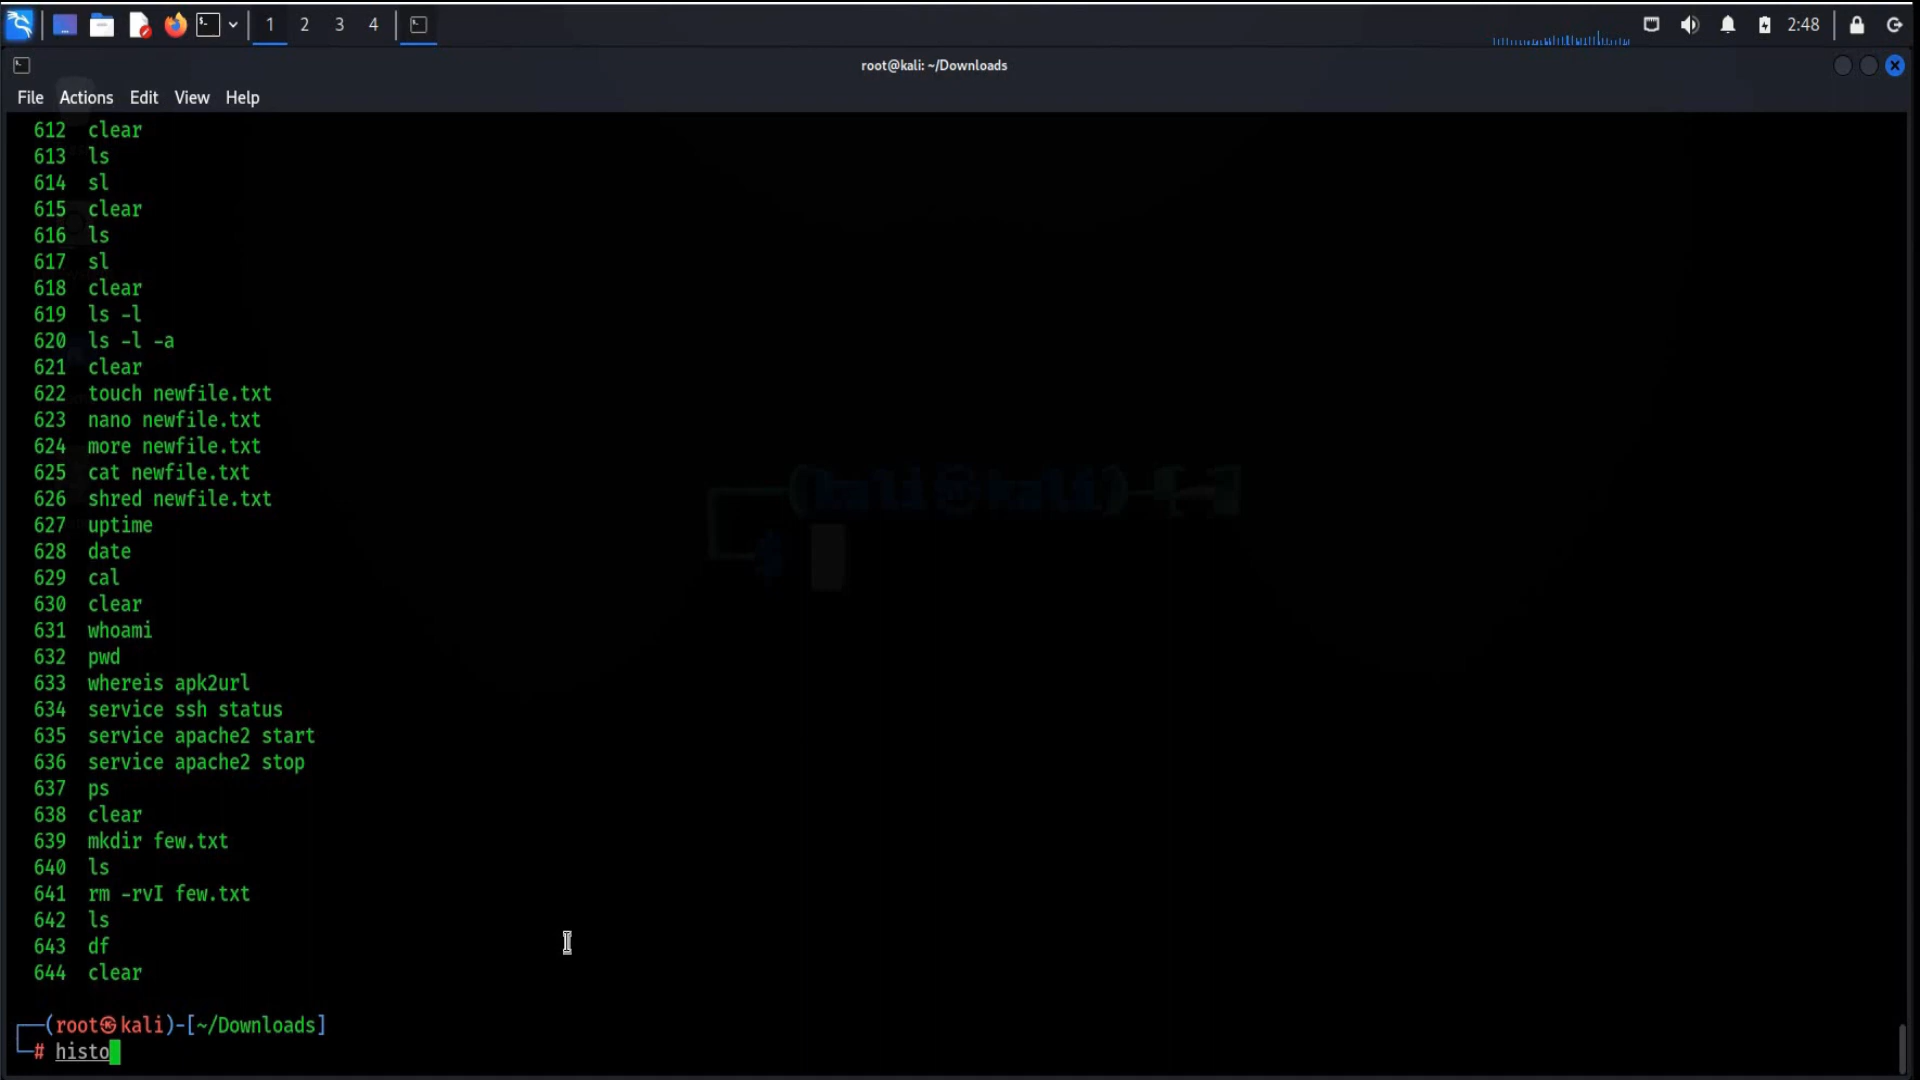 1 2 3 4 2:48
root@kali: ~/Downloads
File Actions Edit View Help
612 clear
613 ls
614 sl
615 clear
616 ls
617 sl
618 clear
619 ls -l
620 ls -l -a
621 clear
622 touch newfile.txt
623 nano newfile.txt
624 more newfile.txt
625 cat newfile.txt
626 shred newfile.txt
627 uptime
628 date
629 cal
630 clear
631 whoami
632 pwd
633 whereis apk2url
634 service ssh status
635 service apache2 start
636 service apache2 stop
637 ps
638 clear
639 mkdir few.txt
640 ls
641 rm -rvI few.txt
642 ls
643 df
644 clear
(kali㉿kali)-[~]
┌──(root㉿kali)-[~/Downloads]
└─# histo